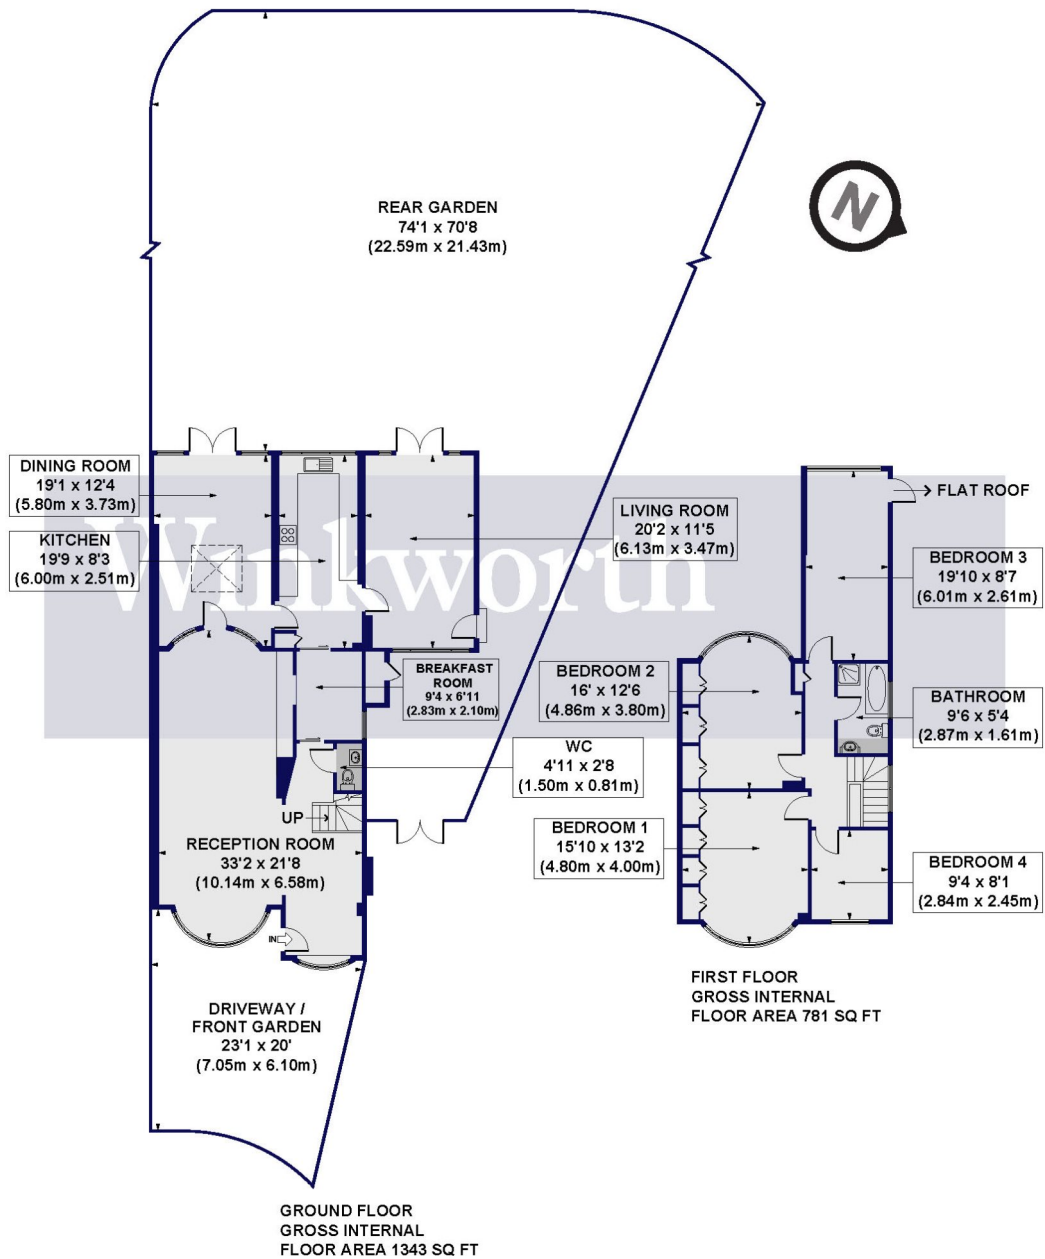 REAR GARDEN
74'1 x 70'8
(22.59m x 21.43m)
N
DINING ROOM
19'1 x 12'4
(5.80m x 3.73m)
KITCHEN
19'9 x 8'3
(6.00m x 2.51m)
LIVING ROOM
20'2 x 11'5
(6.13m x 3.47m)
BREAKFAST
ROOM
9'4 x 6'11
(2.83m x 2.10m)
WC
4'11 x 2'8
(1.50m x 0.81m)
UP
RECEPTION ROOM
33'2 x 21'8
(10.14m x 6.58m)
IN
DRIVEWAY /
FRONT GARDEN
23'1 x 20'
(7.05m x 6.10m)
GROUND FLOOR
GROSS INTERNAL
FLOOR AREA 1343 SQ FT
FLAT ROOF
BEDROOM 3
19'10 x 8'7
(6.01m x 2.61m)
BEDROOM 2
16' x 12'6
(4.86m x 3.80m)
BATHROOM
9'6 x 5'4
(2.87m x 1.61m)
BEDROOM 1
15'10 x 13'2
(4.80m x 4.00m)
BEDROOM 4
9'4 x 8'1
(2.84m x 2.45m)
FIRST FLOOR
GROSS INTERNAL
FLOOR AREA 781 SQ FT
Winkworth